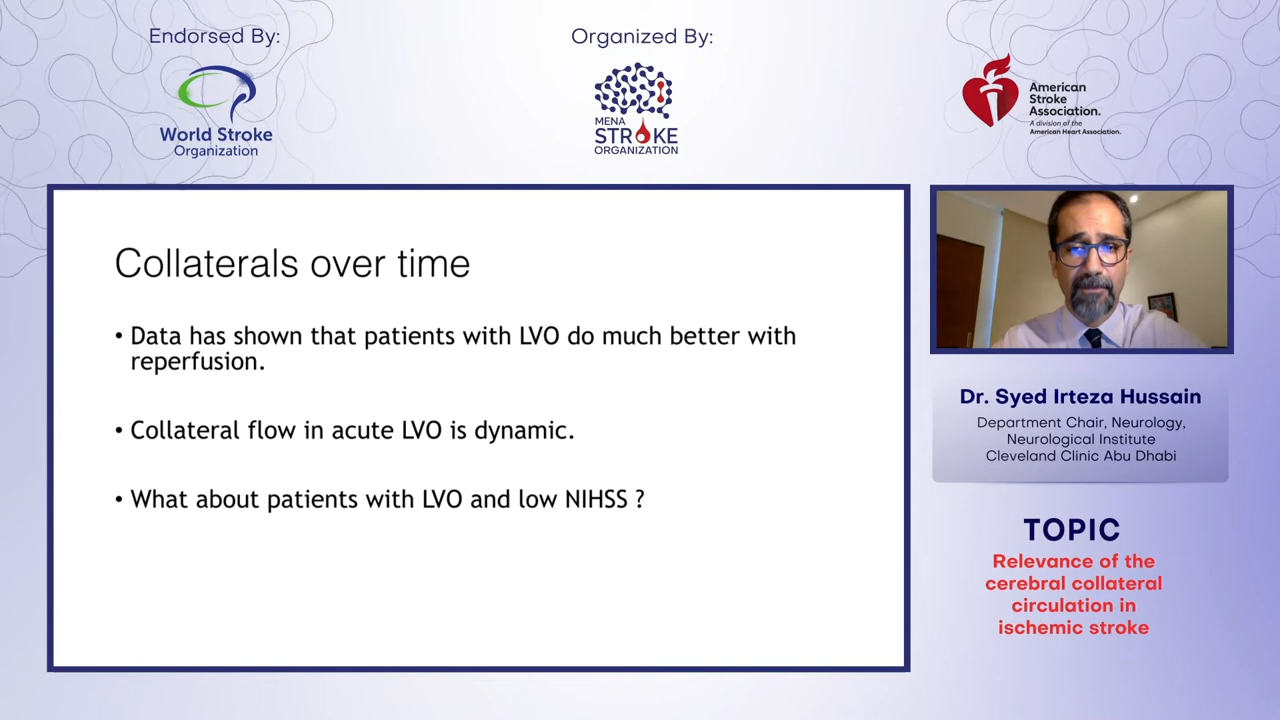 Endorsed By:
World Stroke
Organization
Organized By:
MENA
STROKE
ORGANIZATION
American
Stroke
Association.
A division of the
American Heart Association.
Collaterals over time
• Data has shown that patients with LVO do much better with
reperfusion.
• Collateral flow in acute LVO is dynamic.
• What about patients with LVO and low NIHSS ?
Dr. Syed Irteza Hussain
Department Chair, Neurology,
Neurological Institute
Cleveland Clinic Abu Dhabi
TOPIC
Relevance of the
cerebral collateral
circulation in
ischemic stroke